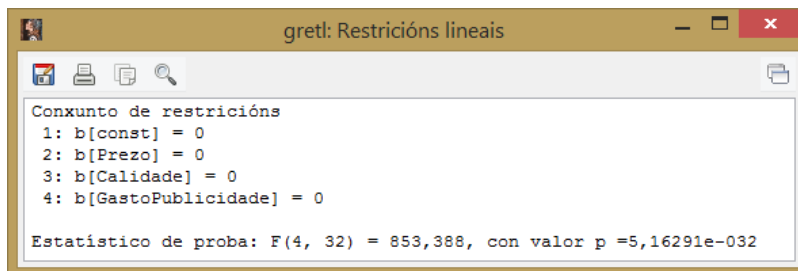 gretl: Restricións lineais
Conxunto de restricións
1: b[const] = 0
2: b[Prezo] = 0
3: b[Calidade] = 0
4: b[GastoPublicidade] = 0
Estatístico de proba: F(4, 32) = 853,388, con valor p =5,16291e-032